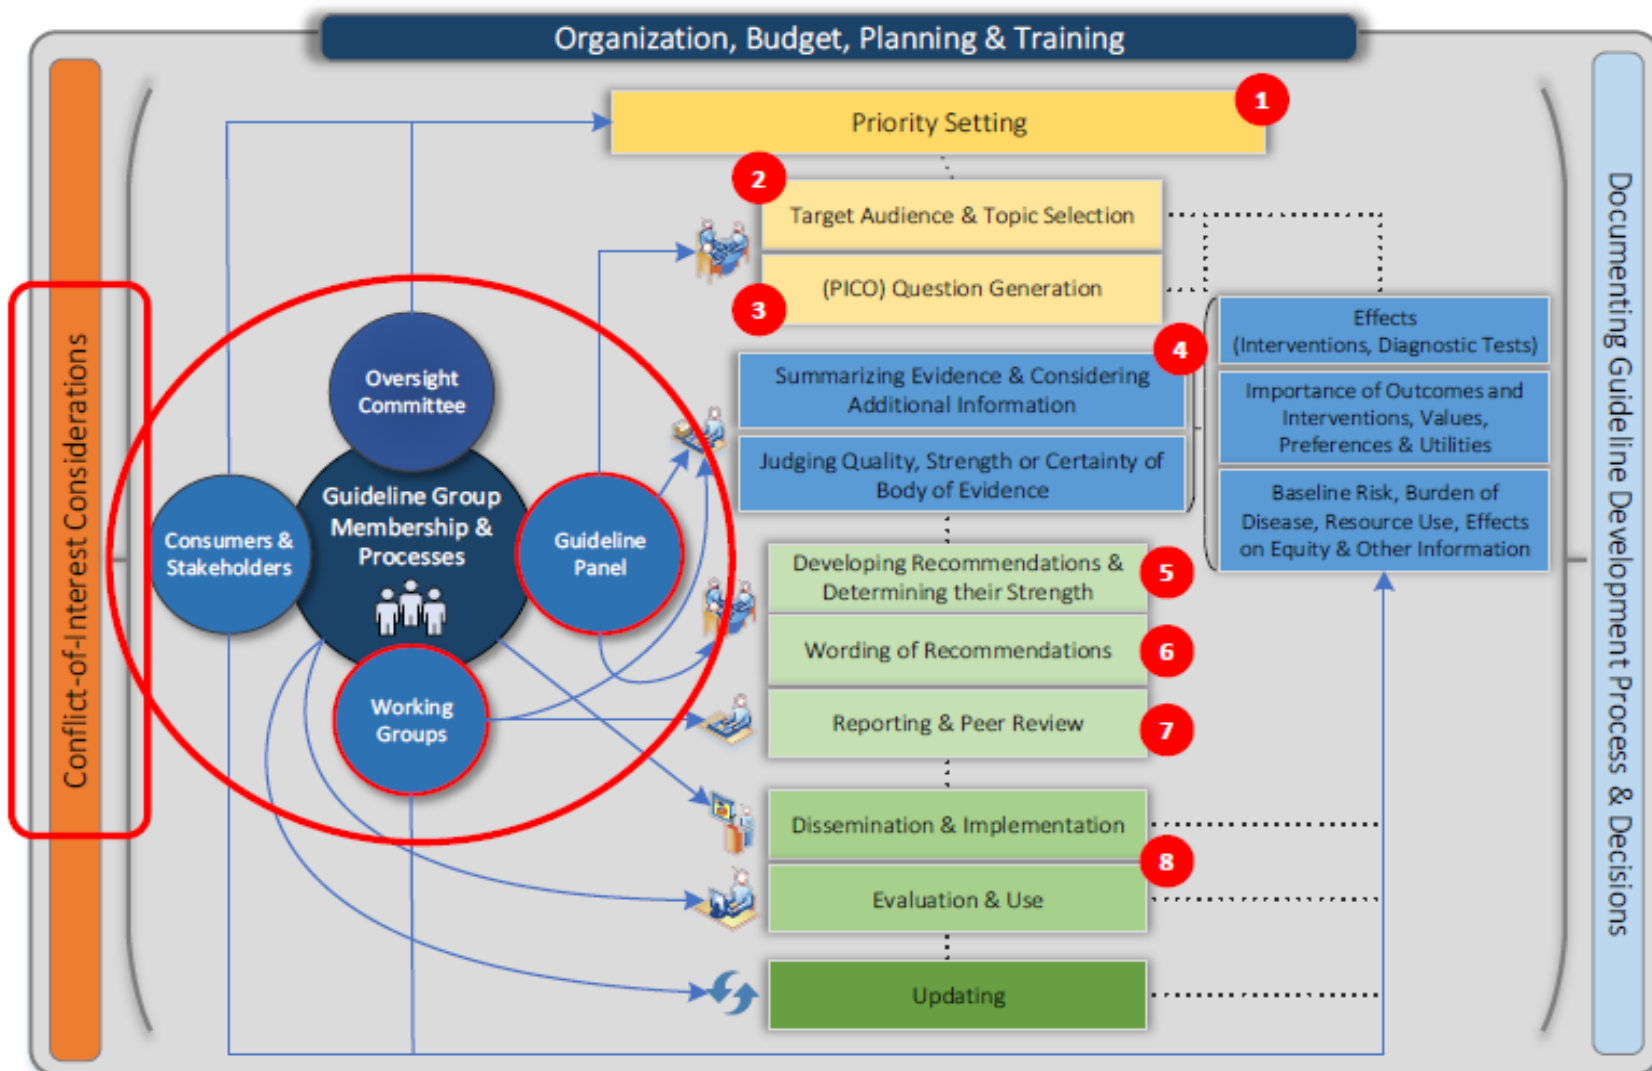 Organization, Budget, Planning & Training
Conflict-of-Interest Considerations
1
Priority Setting
2
Target Audience & Topic Selection
(PICO) Question Generation
3
4
Summarizing Evidence & Considering
Additional Information
Judging Quality, Strength or Certainty of
Body of Evidence
Effects
(Interventions, Diagnostic Tests)
Importance of Outcomes and
Interventions, Values,
Preferences & Utilities
Baseline Risk, Burden of
Disease, Resource Use, Effects
on Equity & Other Information
Oversight
Committee
Guideline Group
Membership &
Processes
Consumers &
Stakeholders
Guideline
Panel
Working
Groups
Developing Recommendations &
Determining their Strength
5
Wording of Recommendations
6
Reporting & Peer Review
7
Dissemination & Implementation
8
Evaluation & Use
Updating
Documenting Guideline Development Process & Decisions